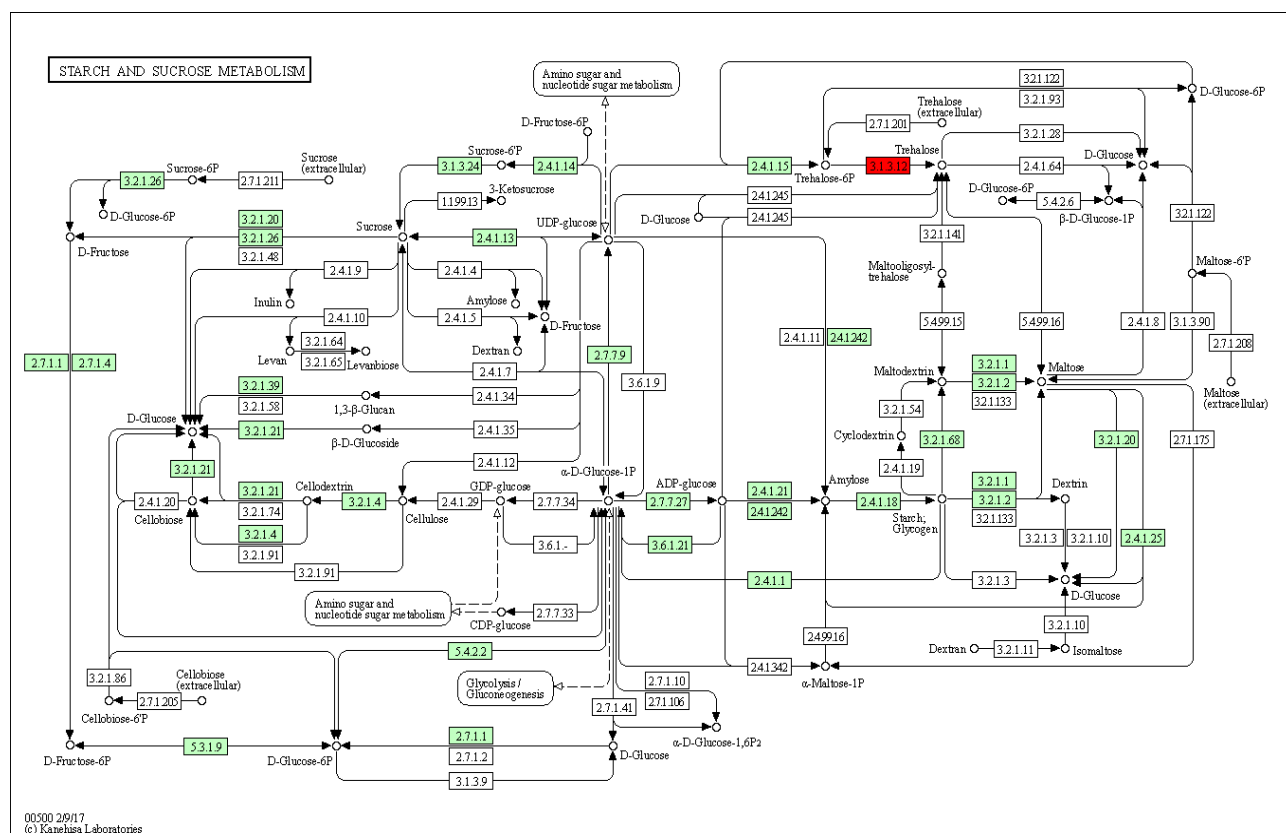 STARCH AND SUCROSE METABOLISM
Amino sugar and
nucleotide sugar metabolism
3.2.1.122
3.2.1.93
D-Glucose-6P
Trehalose
(extracellular)
2.7.1.201
D-Fructose-6P
3.2.1.28
Sucrose-6'P
Trehalose
3.1.3.24
2.4.1.14
2.4.1.15
3.1.3.12
2.4.1.64
D-Glucose
Sucrose-6P
Sucrose
(extracellular)
3.2.1.26
2.7.1.211
Trehalose-6P
3-Ketosucrose
1.1.99.13
D-Glucose-6P
D-Glucose
2.4.1.245
2.4.1.245
D-Glucose-6P
5.4.2.6
β-D-Glucose-1P
3.2.1.122
3.2.1.20
3.2.1.26
3.2.1.48
Sucrose
UDP-glucose
2.4.1.13
D-Fructose
3.2.1.141
2.4.1.9
2.4.1.4
Maltooligosyl-
trehalose
Maltose-6'P
Inulin
Amylose
2.4.1.10
2.4.1.5
D-Fructose
5.4.99.15
5.4.99.16
2.4.1.8
3.1.3.90
Levan
3.2.1.64
3.2.1.65
Levanbiose
Dextran
2.4.1.11
2.4.1.242
2.7.1.208
2.7.1.1
2.7.1.4
2.7.7.9
2.4.1.7
3.6.1.9
Maltodextrin
3.2.1.1
3.2.1.2
3.2.1.133
Maltose
Maltose
(extracellular)
3.2.1.39
3.2.1.58
1,3-β-Glucan
2.4.1.34
3.2.1.54
D-Glucose
3.2.1.21
β-D-Glucoside
2.4.1.35
Cyclodextrin
3.2.1.68
3.2.1.20
2.7.1.175
3.2.1.21
2.4.1.12
α-D-Glucose-1P
2.4.1.19
Cellodextrin
GDP-glucose
ADP-glucose
Amylose
Dextrin
2.4.1.20
3.2.1.21
3.2.1.74
3.2.1.4
2.4.1.29
2.7.7.34
2.7.7.27
2.4.1.21
2.4.1.242
2.4.1.18
3.2.1.1
3.2.1.2
3.2.1.133
Cellobiose
Cellulose
Starch;
Glycogen
3.2.1.4
3.2.1.91
3.6.1.-
3.6.1.21
3.2.1.3
3.2.1.10
2.4.1.25
3.2.1.91
2.4.1.1
3.2.1.3
D-Glucose
Amino sugar and
nucleotide sugar metabolism
2.7.7.33
CDP-glucose
3.2.1.10
2.4.99.16
5.4.2.2
Dextran
3.2.1.11
Isomaltose
2.4.1.342
α-Maltose-1P
3.2.1.86
Cellobiose
(extracellular)
Glycolysis /
Gluconeogenesis
2.7.1.10
2.7.1.106
2.7.1.205
2.7.1.41
Cellobiose-6'P
α-D-Glucose-1,6P2
5.3.1.9
2.7.1.1
2.7.1.2
D-Fructose-6P
D-Glucose-6P
D-Glucose
3.1.3.9
00500 2/9/17
(c) Kanehisa Laboratories